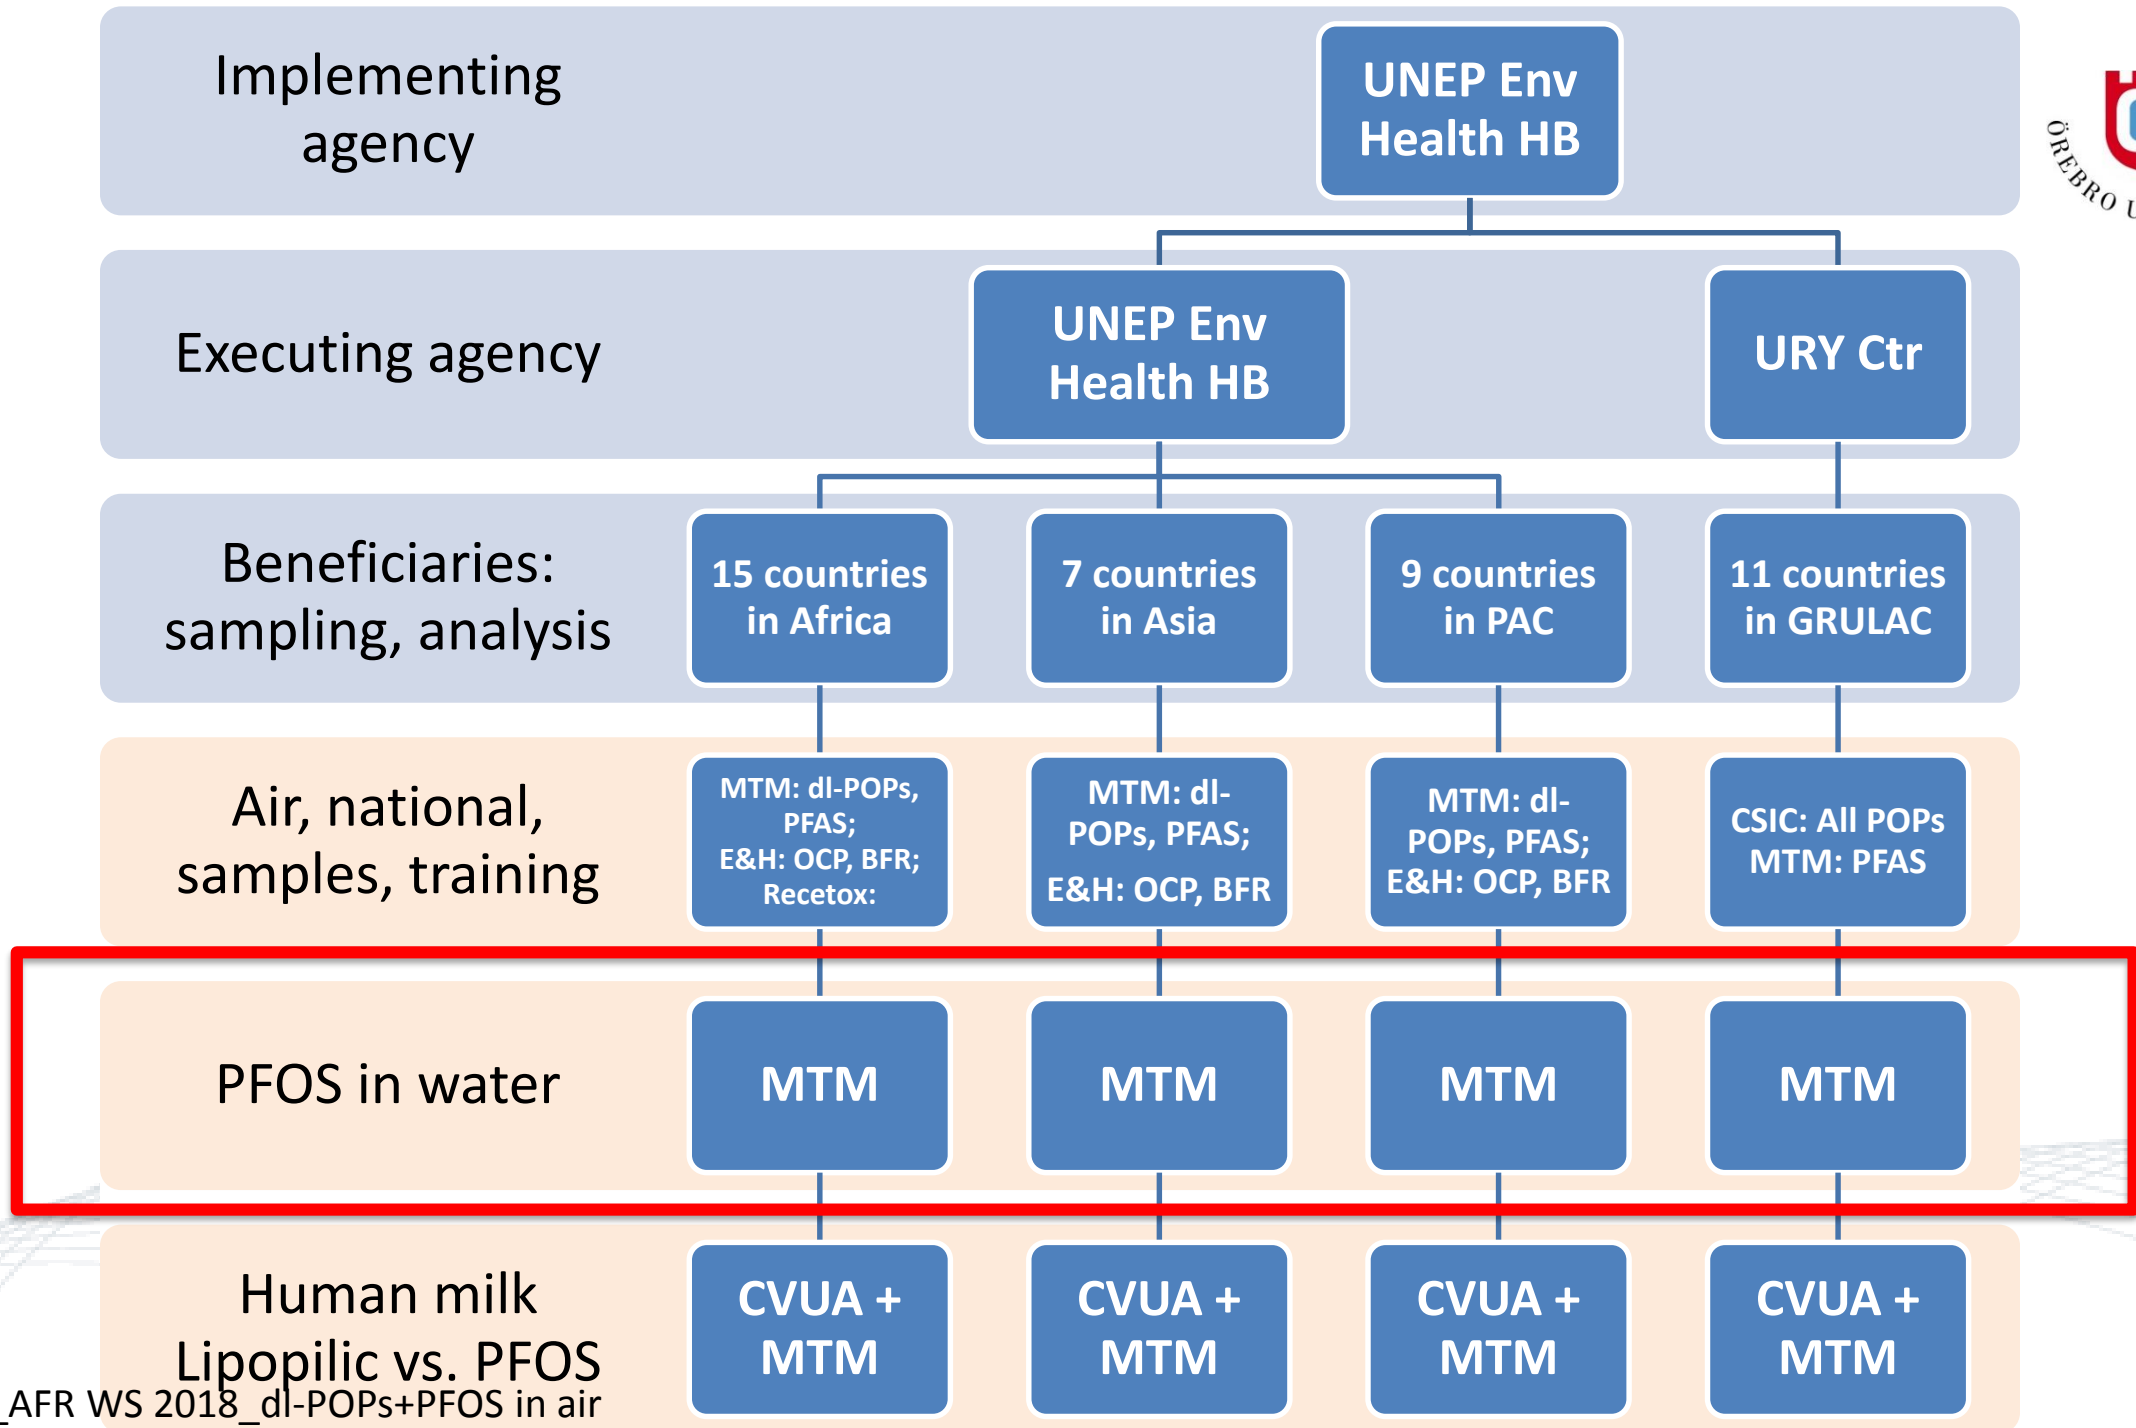 Implementing
agency
UNEP Env
Health HB
ÖREBRO U
Executing agency
UNEP Env
Health HB
URY Ctr
Beneficiaries:
sampling, analysis
15 countries
in Africa
7 countries
in Asia
9 countries
in PAC
11 countries
in GRULAC
Air, national,
samples, training
MTM: dl-POPs,
PFAS;
E&H: OCP, BFR;
Recetox:
MTM: dl-
POPs, PFAS;
E&H: OCP, BFR
MTM: dl-
POPs, PFAS;
E&H: OCP, BFR
CSIC: All POPs
MTM: PFAS
PFOS in water
MTM
MTM
MTM
MTM
Human milk
Lipopilic vs. PFOS
CVUA +
MTM
CVUA +
MTM
CVUA +
MTM
CVUA +
MTM
_AFR WS 2018_dl-POPs+PFOS in air